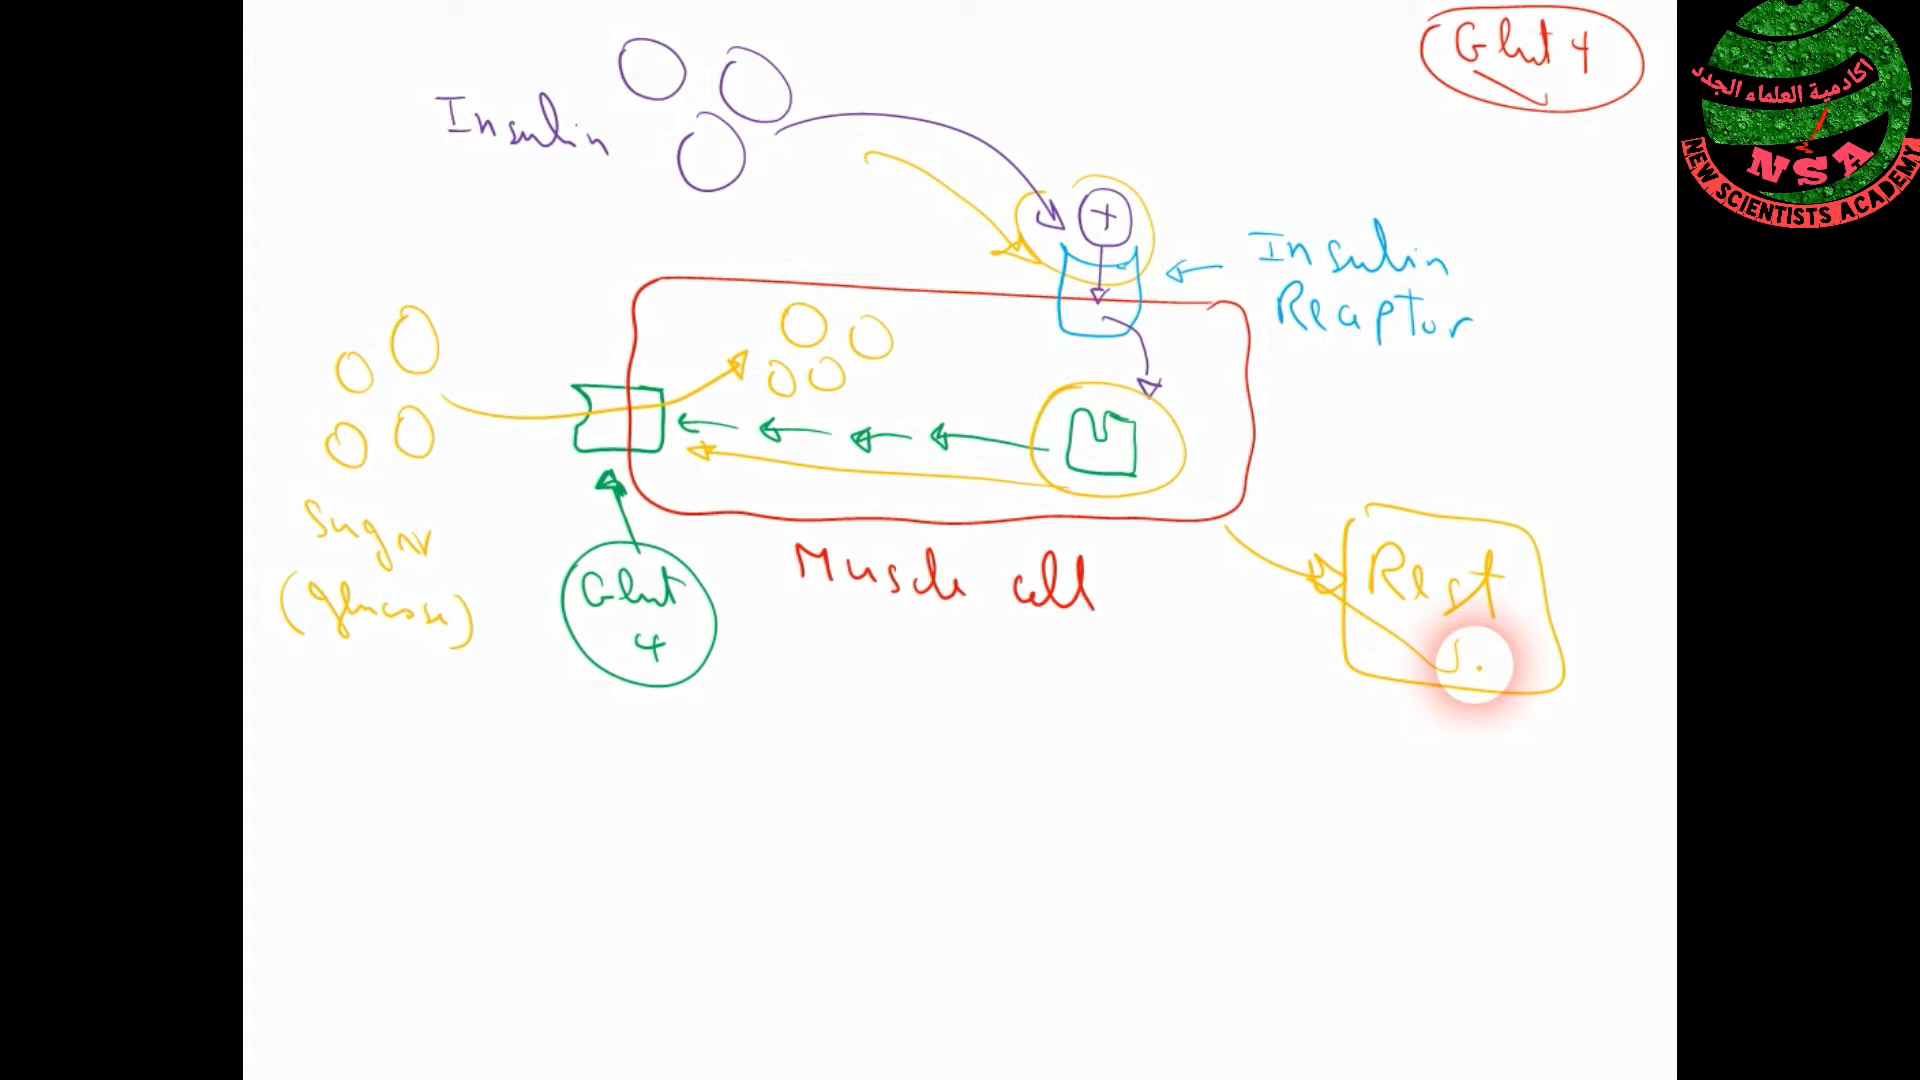 Glut 4
اكادمية العلماء الجدد
NSA
NEW SCIENTISTS ACADEMY
Insulin
+
Insulin
Receptor
Sugar
(glucose)
Glut
4
Muscle cell
Rest